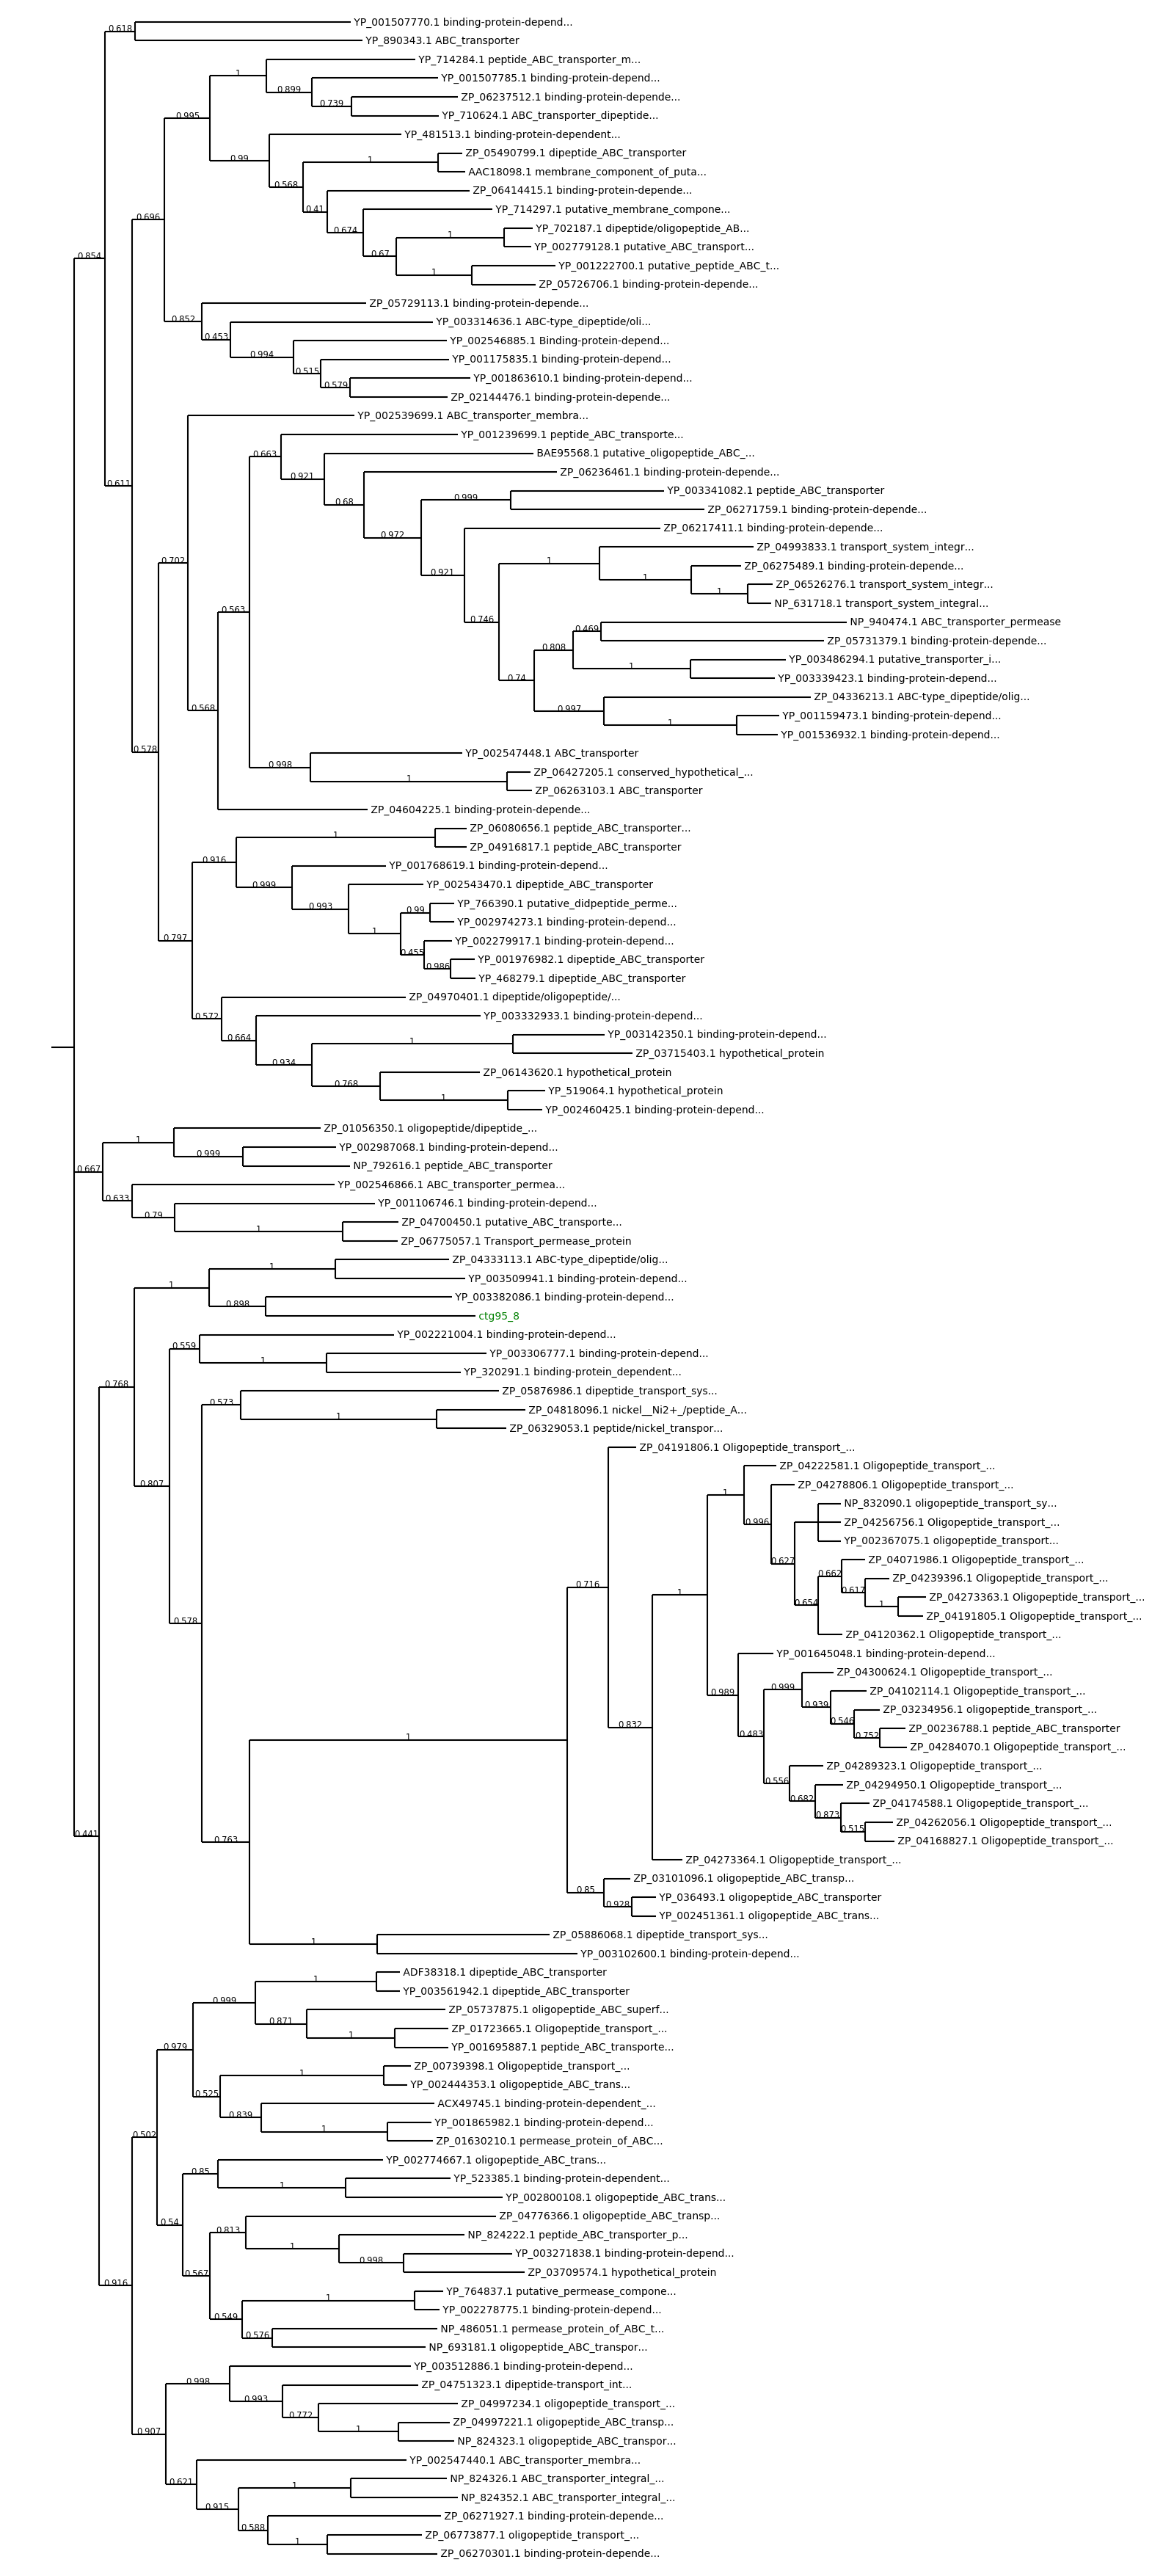 YP_001507770.1 binding-protein-depend...
0.618
YP_890343.1 ABC_transporter
YP_714284.1 peptide_ABC_transporter_m...
1
YP_001507785.1 binding-protein-depend...
0.899
ZP_06237512.1 binding-protein-depende...
0.739
YP_710624.1 ABC_transporter_dipeptide...
0.995
YP_481513.1 binding-protein-dependent...
ZP_05490799.1 dipeptide_ABC_transporter
0.99
1
AAC18098.1 membrane_component_of_puta...
0.568
ZP_06414415.1 binding-protein-depende...
0.41
YP_714297.1 putative_membrane_compone...
0.696
YP_702187.1 dipeptide/oligopeptide_AB...
0.674
1
YP_002779128.1 putative_ABC_transport...
0.67
0.854
YP_001222700.1 putative_peptide_ABC_t...
1
ZP_05726706.1 binding-protein-depende...
ZP_05729113.1 binding-protein-depende...
0.852
YP_003314636.1 ABC-type_dipeptide/oli...
0.453
YP_002546885.1 Binding-protein-depend...
0.994
YP_001175835.1 binding-protein-depend...
0.515
YP_001863610.1 binding-protein-depend...
0.579
ZP_02144476.1 binding-protein-depende...
YP_002539699.1 ABC_transporter_membra...
YP_001239699.1 peptide_ABC_transporte...
0.663
BAE95568.1 putative_oligopeptide_ABC_...
0.921
ZP_06236461.1 binding-protein-depende...
0.611
YP_003341082.1 peptide_ABC_transporter
0.68
0.999
ZP_06271759.1 binding-protein-depende...
ZP_06217411.1 binding-protein-depende...
0.972
ZP_04993833.1 transport_system_integr...
0.702
1
ZP_06275489.1 binding-protein-depende...
0.921
1
ZP_06526276.1 transport_system_integr...
1
NP_631718.1 transport_system_integral...
0.563
NP_940474.1 ABC_transporter_permease
0.746
0.469
ZP_05731379.1 binding-protein-depende...
0.808
YP_003486294.1 putative_transporter_i...
1
YP_003339423.1 binding-protein-depend...
0.74
ZP_04336213.1 ABC-type_dipeptide/olig...
0.568
0.997
YP_001159473.1 binding-protein-depend...
1
YP_001536932.1 binding-protein-depend...
0.578
YP_002547448.1 ABC_transporter
0.998
ZP_06427205.1 conserved_hypothetical_...
1
ZP_06263103.1 ABC_transporter
ZP_04604225.1 binding-protein-depende...
ZP_06080656.1 peptide_ABC_transporter...
1
ZP_04916817.1 peptide_ABC_transporter
0.916
YP_001768619.1 binding-protein-depend...
0.999
YP_002543470.1 dipeptide_ABC_transporter
0.993
YP_766390.1 putative_didpeptide_perme...
0.99
YP_002974273.1 binding-protein-depend...
1
0.797
YP_002279917.1 binding-protein-depend...
0.455
YP_001976982.1 dipeptide_ABC_transporter
0.986
YP_468279.1 dipeptide_ABC_transporter
ZP_04970401.1 dipeptide/oligopeptide/...
0.572
YP_003332933.1 binding-protein-depend...
0.664
YP_003142350.1 binding-protein-depend...
1
ZP_03715403.1 hypothetical_protein
0.934
ZP_06143620.1 hypothetical_protein
0.768
YP_519064.1 hypothetical_protein
1
YP_002460425.1 binding-protein-depend...
ZP_01056350.1 oligopeptide/dipeptide_...
1
YP_002987068.1 binding-protein-depend...
0.999
NP_792616.1 peptide_ABC_transporter
0.667
YP_002546866.1 ABC_transporter_permea...
0.633
YP_001106746.1 binding-protein-depend...
0.79
ZP_04700450.1 putative_ABC_transporte...
1
ZP_06775057.1 Transport_permease_protein
ZP_04333113.1 ABC-type_dipeptide/olig...
1
YP_003509941.1 binding-protein-depend...
1
YP_003382086.1 binding-protein-depend...
0.898
ctg95_8
YP_002221004.1 binding-protein-depend...
0.559
YP_003306777.1 binding-protein-depend...
1
YP_320291.1 binding-protein_dependent...
0.768
ZP_05876986.1 dipeptide_transport_sys...
0.573
ZP_04818096.1 nickel__Ni2+_/peptide_A...
1
ZP_06329053.1 peptide/nickel_transpor...
ZP_04191806.1 Oligopeptide_transport_...
ZP_04222581.1 Oligopeptide_transport_...
0.807
ZP_04278806.1 Oligopeptide_transport_...
1
NP_832090.1 oligopeptide_transport_sy...
0.996
ZP_04256756.1 Oligopeptide_transport_...
YP_002367075.1 oligopeptide_transport...
0.627
ZP_04071986.1 Oligopeptide_transport_...
0.662
ZP_04239396.1 Oligopeptide_transport_...
0.716
0.617
ZP_04273363.1 Oligopeptide_transport_...
1
0.654
1
ZP_04191805.1 Oligopeptide_transport_...
0.578
ZP_04120362.1 Oligopeptide_transport_...
YP_001645048.1 binding-protein-depend...
ZP_04300624.1 Oligopeptide_transport_...
0.999
0.989
ZP_04102114.1 Oligopeptide_transport_...
0.939
ZP_03234956.1 oligopeptide_transport_...
0.546
0.832
ZP_00236788.1 peptide_ABC_transporter
0.483
0.752
1
ZP_04284070.1 Oligopeptide_transport_...
ZP_04289323.1 Oligopeptide_transport_...
0.556
ZP_04294950.1 Oligopeptide_transport_...
0.682
ZP_04174588.1 Oligopeptide_transport_...
0.873
ZP_04262056.1 Oligopeptide_transport_...
0.441
0.763
0.515
ZP_04168827.1 Oligopeptide_transport_...
ZP_04273364.1 Oligopeptide_transport_...
ZP_03101096.1 oligopeptide_ABC_transp...
0.85
YP_036493.1 oligopeptide_ABC_transporter
0.928
YP_002451361.1 oligopeptide_ABC_trans...
ZP_05886068.1 dipeptide_transport_sys...
1
YP_003102600.1 binding-protein-depend...
ADF38318.1 dipeptide_ABC_transporter
1
YP_003561942.1 dipeptide_ABC_transporter
0.999
ZP_05737875.1 oligopeptide_ABC_superf...
0.871
ZP_01723665.1 Oligopeptide_transport_...
1
YP_001695887.1 peptide_ABC_transporte...
0.979
ZP_00739398.1 Oligopeptide_transport_...
1
YP_002444353.1 oligopeptide_ABC_trans...
0.525
ACX49745.1 binding-protein-dependent_...
0.839
YP_001865982.1 binding-protein-depend...
1
0.502
ZP_01630210.1 permease_protein_of_ABC...
YP_002774667.1 oligopeptide_ABC_trans...
0.85
YP_523385.1 binding-protein-dependent...
1
YP_002800108.1 oligopeptide_ABC_trans...
ZP_04776366.1 oligopeptide_ABC_transp...
0.54
0.813
NP_824222.1 peptide_ABC_transporter_p...
1
YP_003271838.1 binding-protein-depend...
0.998
ZP_03709574.1 hypothetical_protein
0.567
0.916
YP_764837.1 putative_permease_compone...
1
YP_002278775.1 binding-protein-depend...
0.549
NP_486051.1 permease_protein_of_ABC_t...
0.576
NP_693181.1 oligopeptide_ABC_transpor...
YP_003512886.1 binding-protein-depend...
0.998
ZP_04751323.1 dipeptide-transport_int...
0.993
ZP_04997234.1 oligopeptide_transport_...
0.772
ZP_04997221.1 oligopeptide_ABC_transp...
1
0.907
NP_824323.1 oligopeptide_ABC_transpor...
YP_002547440.1 ABC_transporter_membra...
NP_824326.1 ABC_transporter_integral_...
0.621
1
NP_824352.1 ABC_transporter_integral_...
0.915
ZP_06271927.1 binding-protein-depende...
0.588
ZP_06773877.1 oligopeptide_transport_...
1
ZP_06270301.1 binding-protein-depende...